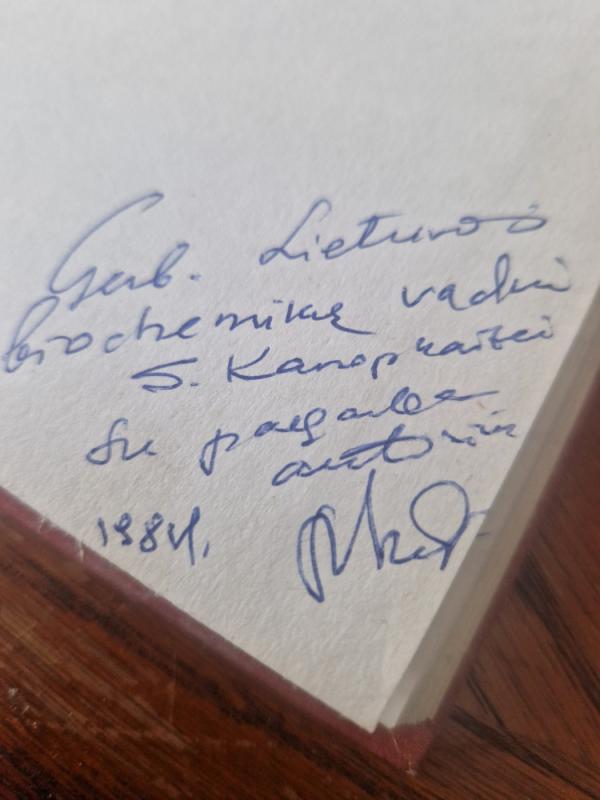 Gerb. Lietuvos
biochemikų vadui
S. Kanopkaitei
Su pagarba
autorius
1984.